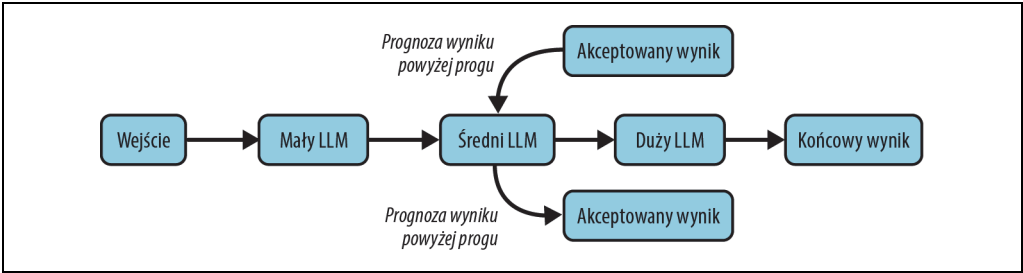 Prognoza wyniku
powyżej progu
Akceptowany wynik
Wejście
Mały LLM
Średni LLM
Duży LLM
Końcowy wynik
Prognoza wyniku
powyżej progu
Akceptowany wynik